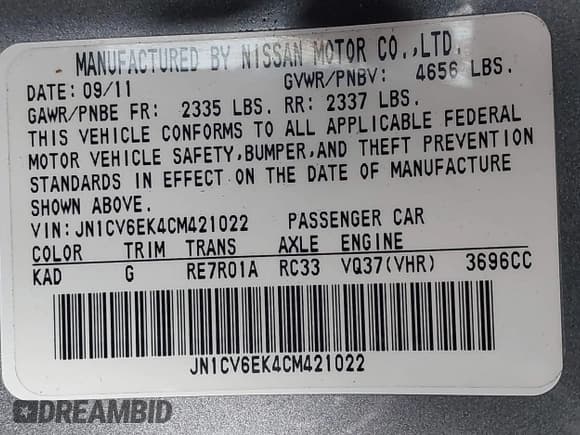 MANUFACTURED BY NISSAN MOTOR CO.,LTD.
DATE: 09/11 GVWR/PNBV: 4656 LBS.
GAWR/PNBE FR: 2335 LBS. RR: 2337 LBS.
THIS VEHICLE CONFORMS TO ALL APPLICABLE FEDERAL
MOTOR VEHICLE SAFETY,BUMPER,AND THEFT PREVENTION
STANDARDS IN EFFECT ON THE DATE OF MANUFACTURE
SHOWN ABOVE.
VIN:JN1CV6EK4CM421022 PASSENGER CAR
COLOR TRIM TRANS AXLE ENGINE
KAD G RE7R01A RC33 VQ37(VHR) 3696CC
JN1CV6EK4CM421022
DREAMBID